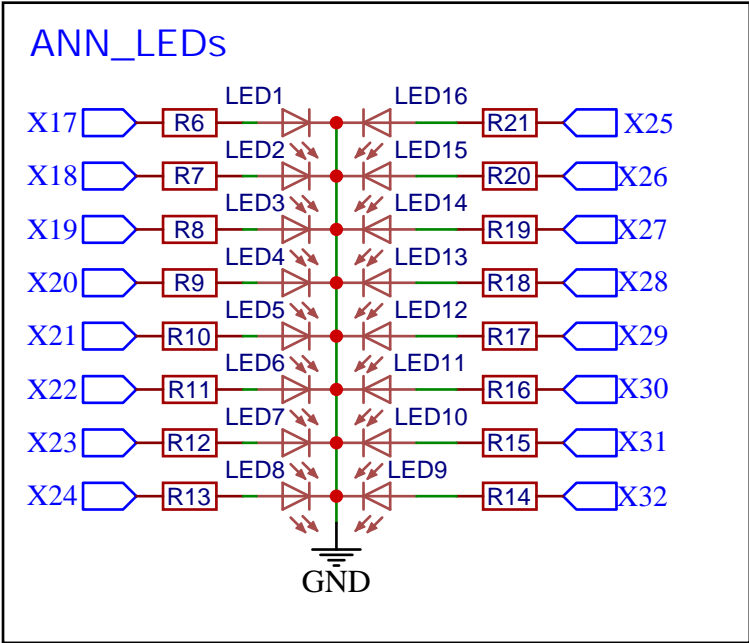 ANN_LEDs
LED1 LED16
X17 R6 R21 X25
LED2 LED15
X18 R7 R20 X26
LED3 LED14
X19 R8 R19 X27
LED4 LED13
X20 R9 R18 X28
LED5 LED12
X21 R10 R17 X29
LED6 LED11
X22 R11 R16 X30
LED7 LED10
X23 R12 R15 X31
LED8 LED9
X24 R13 R14 X32
GND